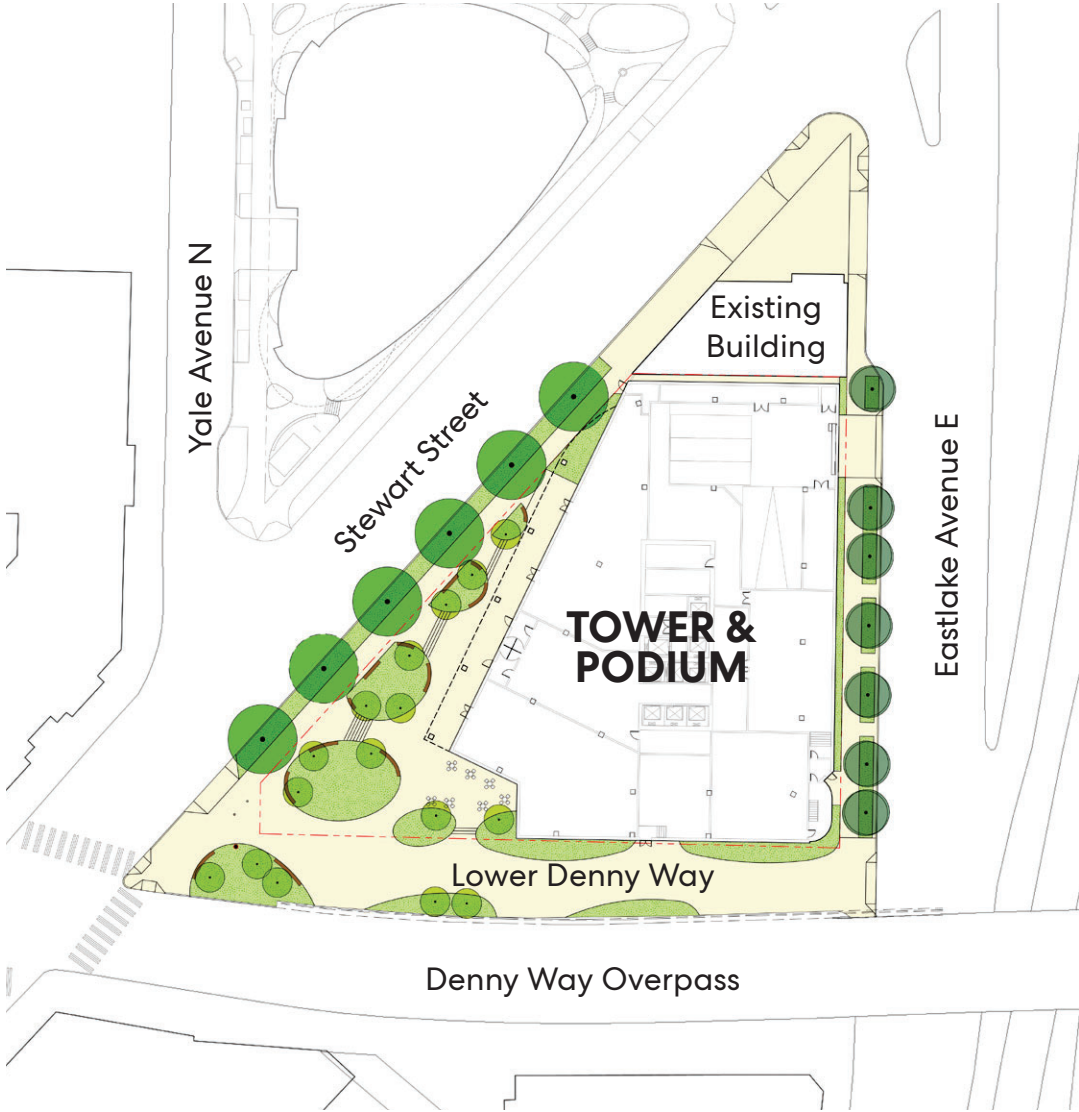 Yale Avenue N
Stewart Street
Existing
Building
Eastlake Avenue E
TOWER &
PODIUM
Lower Denny Way
Denny Way Overpass